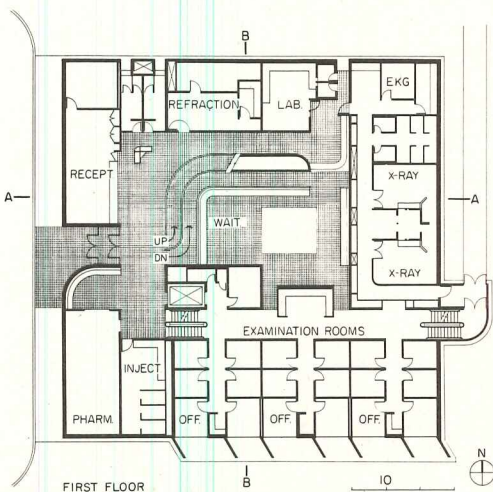 B
EKG
REFRACTION
LAB.
RECEPT
X-RAY
A
A
WAIT.
UP
DN
X-RAY
EXAMINATION ROOMS
INJECT.
PHARM.
OFF.
OFF.
OFF.
B
N
FIRST FLOOR
10